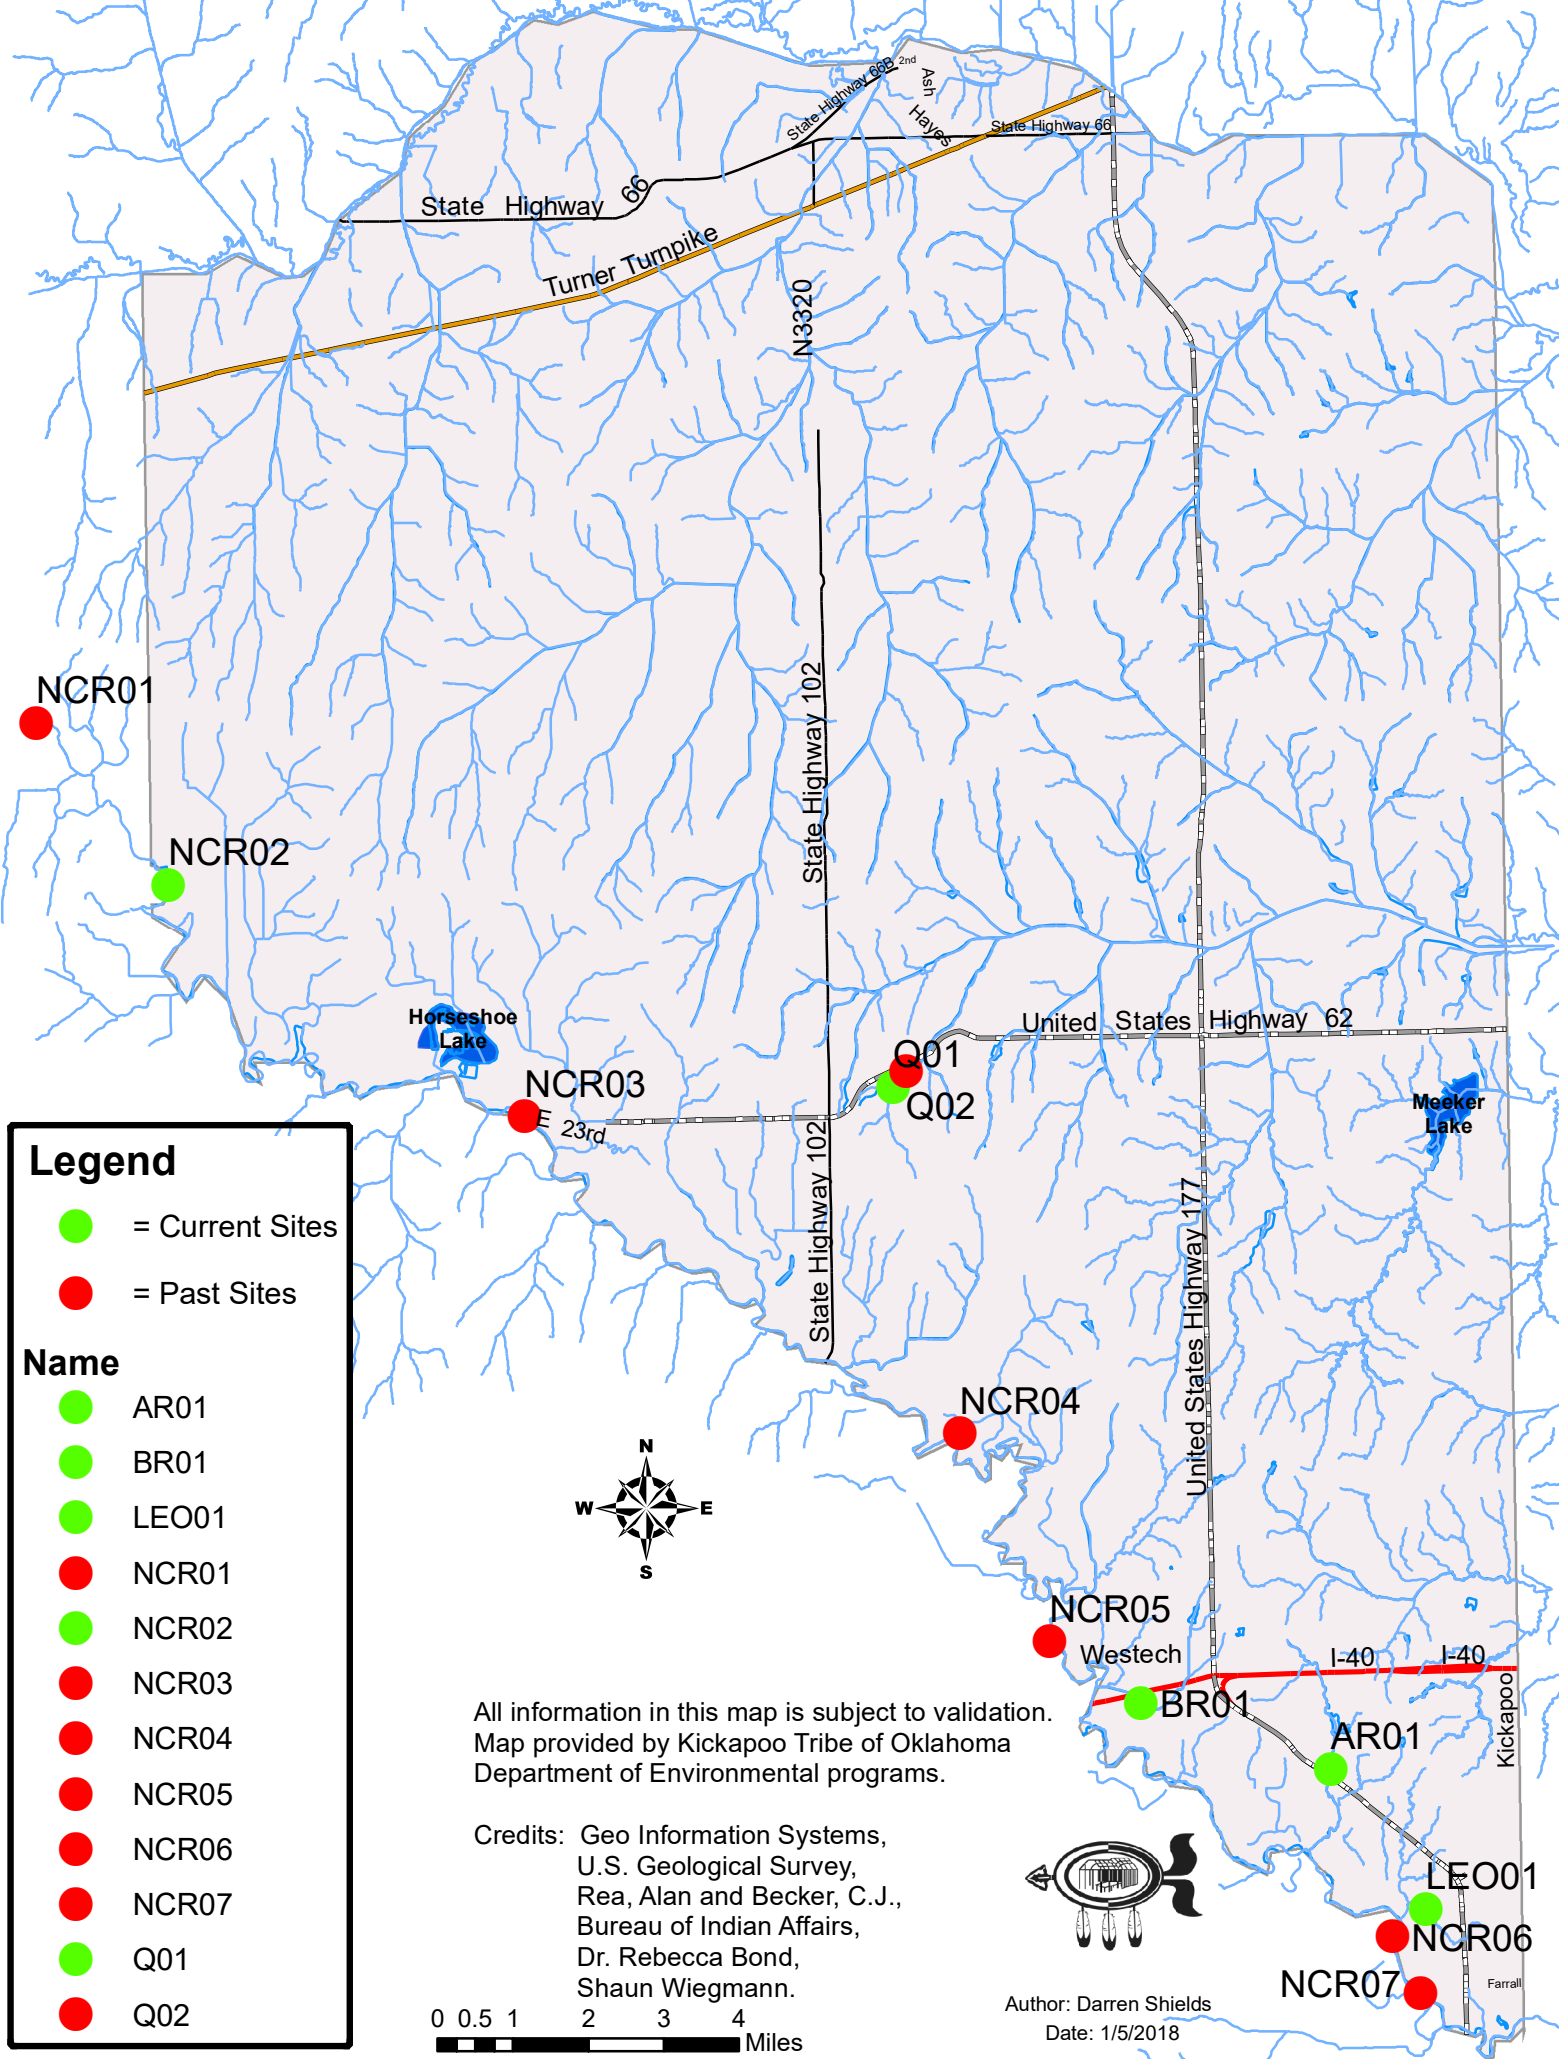 2nd
State Highway 66B
Ash
Hayes
State Highway 66
State Highway 66
Turner Turnpike
N3320
NCR01
State Highway 102
NCR02
Horseshoe
Lake
United States Highway 62
Q01
NCR03
Q02
E 23rd
Meeker
Lake
State Highway 102
United States Highway 177
Legend
= Current Sites
= Past Sites
Name
AR01
BR01
LEO01
NCR01
NCR02
NCR03
NCR04
NCR05
NCR06
NCR07
Q01
Q02
NCR04
N
W E
S
NCR05
Westech
I-40 I-40
BR01
Kickapoo
AR01
All information in this map is subject to validation.
Map provided by Kickapoo Tribe of Oklahoma
Department of Environmental programs.
Credits: Geo Information Systems,
U.S. Geological Survey,
Rea, Alan and Becker, C.J.,
Bureau of Indian Affairs,
Dr. Rebecca Bond,
Shaun Wiegmann.
LEO01
NCR06
NCR07
Farrall
Author: Darren Shields
Date: 1/5/2018
0 0.5 1 2 3 4
Miles